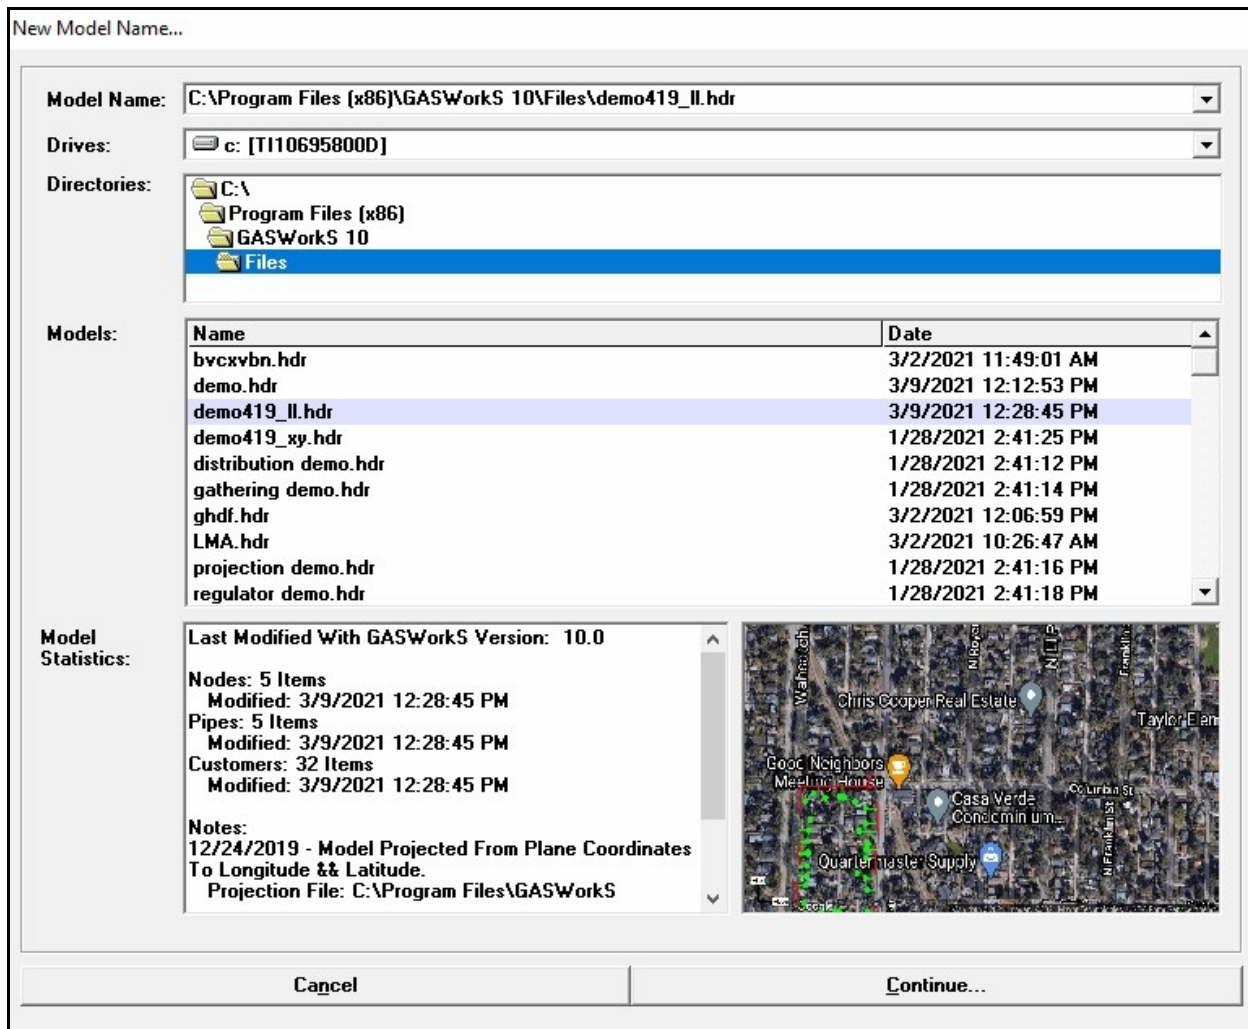 New Model Name...
Model Name: C:\Program Files (x86)\GASWorkS 10\Files\demo419_ll.hdr
Drives: c: [TI10695800D]
Directories: C:\
Program Files (x86)
GASWorkS 10
Files
Models: Name Date
bvcxvbn.hdr 3/2/2021 11:49:01 AM
demo.hdr 3/9/2021 12:12:53 PM
demo419_ll.hdr 3/9/2021 12:28:45 PM
demo419_xy.hdr 1/28/2021 2:41:25 PM
distribution demo.hdr 1/28/2021 2:41:12 PM
gathering demo.hdr 1/28/2021 2:41:14 PM
ghdf.hdr 3/2/2021 12:06:59 PM
LMA.hdr 3/2/2021 10:26:47 AM
projection demo.hdr 1/28/2021 2:41:16 PM
regulator demo.hdr 1/28/2021 2:41:18 PM
Model
Statistics:
Last Modified With GASWorkS Version: 10.0
Nodes: 5 Items
Modified: 3/9/2021 12:28:45 PM
Pipes: 5 Items
Modified: 3/9/2021 12:28:45 PM
Customers: 32 Items
Modified: 3/9/2021 12:28:45 PM
Notes:
12/24/2019 - Model Projected From Plane Coordinates
To Longitude && Latitude.
Projection File: C:\Program Files\GASWorkS
N Roye
Franklin
Chris Cooper Real Estate
Taylor Elem
Good Neighbors
Meeting House
Columbia St
Casa Verde
Condominium...
N Franklin St
Quartermaster Supply
Google
Cancel
Continue...